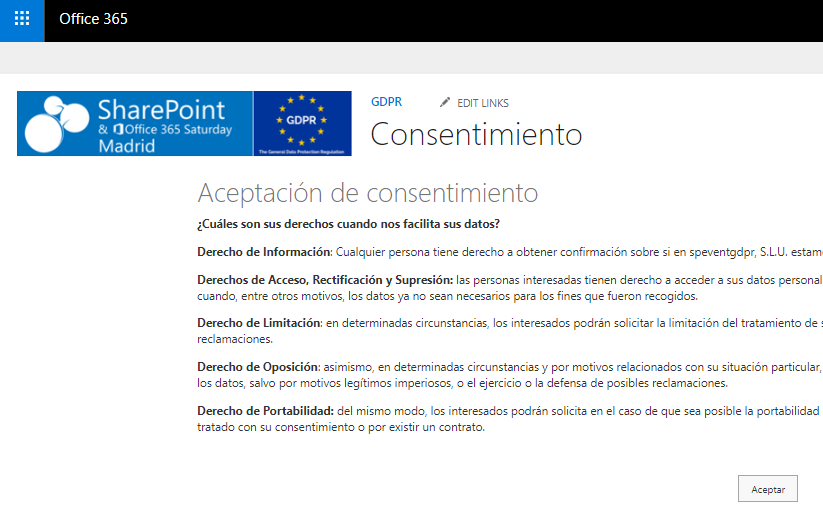 Office 365
SharePoint
& Office 365 Saturday
Madrid
GDPR
The General Data Protection Regulation
GDPR
EDIT LINKS
Consentimiento
Aceptación de consentimiento
¿Cuáles son sus derechos cuando nos facilita sus datos?
Derecho de Información: Cualquier persona tiene derecho a obtener confirmación sobre si en speventgdpr, S.L.U. estam
Derechos de Acceso, Rectificación y Supresión: las personas interesadas tienen derecho a acceder a sus datos personal
cuando, entre otros motivos, los datos ya no sean necesarios para los fines que fueron recogidos.
Derecho de Limitación: en determinadas circunstancias, los interesados podrán solicitar la limitación del tratamiento de s
reclamaciones.
Derecho de Oposición: asimismo, en determinadas circunstancias y por motivos relacionados con su situación particular,
los datos, salvo por motivos legítimos imperiosos, o el ejercicio o la defensa de posibles reclamaciones.
Derecho de Portabilidad: del mismo modo, los interesados podrán solicita en el caso de que sea posible la portabilidad
tratado con su consentimiento o por existir un contrato.
Aceptar